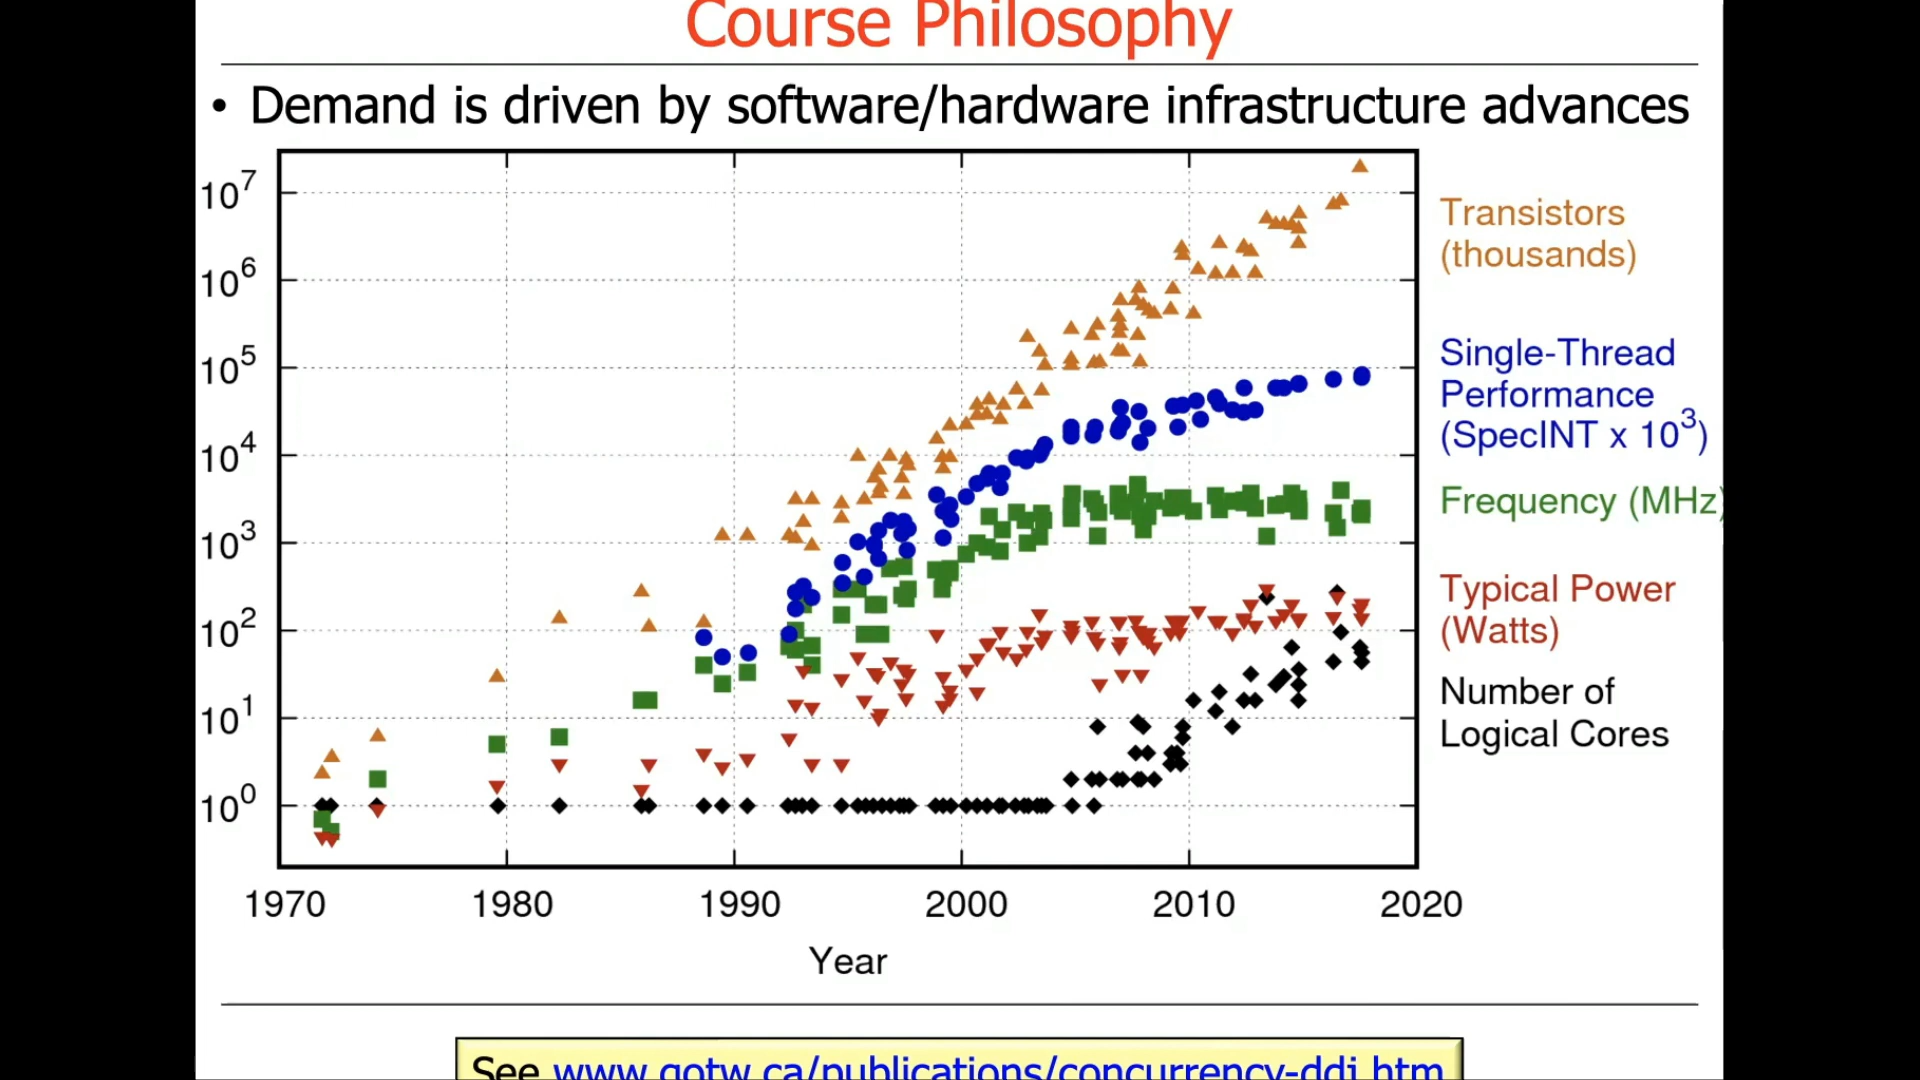 Course Philosophy
• Demand is driven by software/hardware infrastructure advances
10^7
10^6
10^5
10^4
10^3
10^2
10^1
10^0
1970 1980 1990 2000 2010 2020
Year
Transistors
(thousands)
Single-Thread
Performance
(SpecINT x 10^3)
Frequency (MHz)
Typical Power
(Watts)
Number of
Logical Cores
See www.gotw.ca/publications/concurrency-ddj.htm